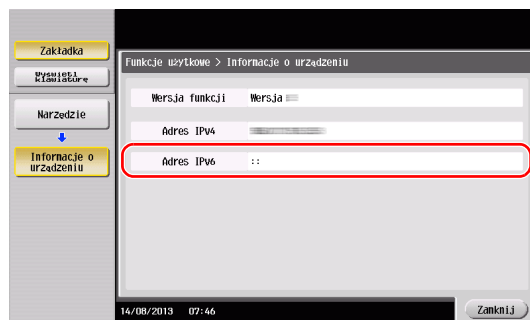 Zakładka
Wyświetl
klawiaturę
Narzędzie
Informacje o
urządzeniu
Funkcje użytkowe > Informacje o urządzeniu
Wersja funkcji Wersja
Adres IPv4
Adres IPv6 ::
14/08/2013 07:46
Zamknij